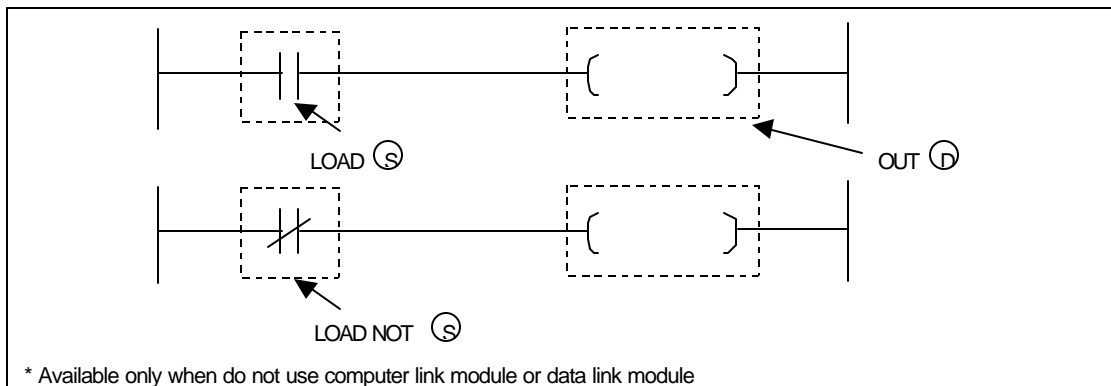 LOAD Ⓢ
OUT Ⓓ
LOAD NOT Ⓢ
* Available only when do not use computer link module or data link module